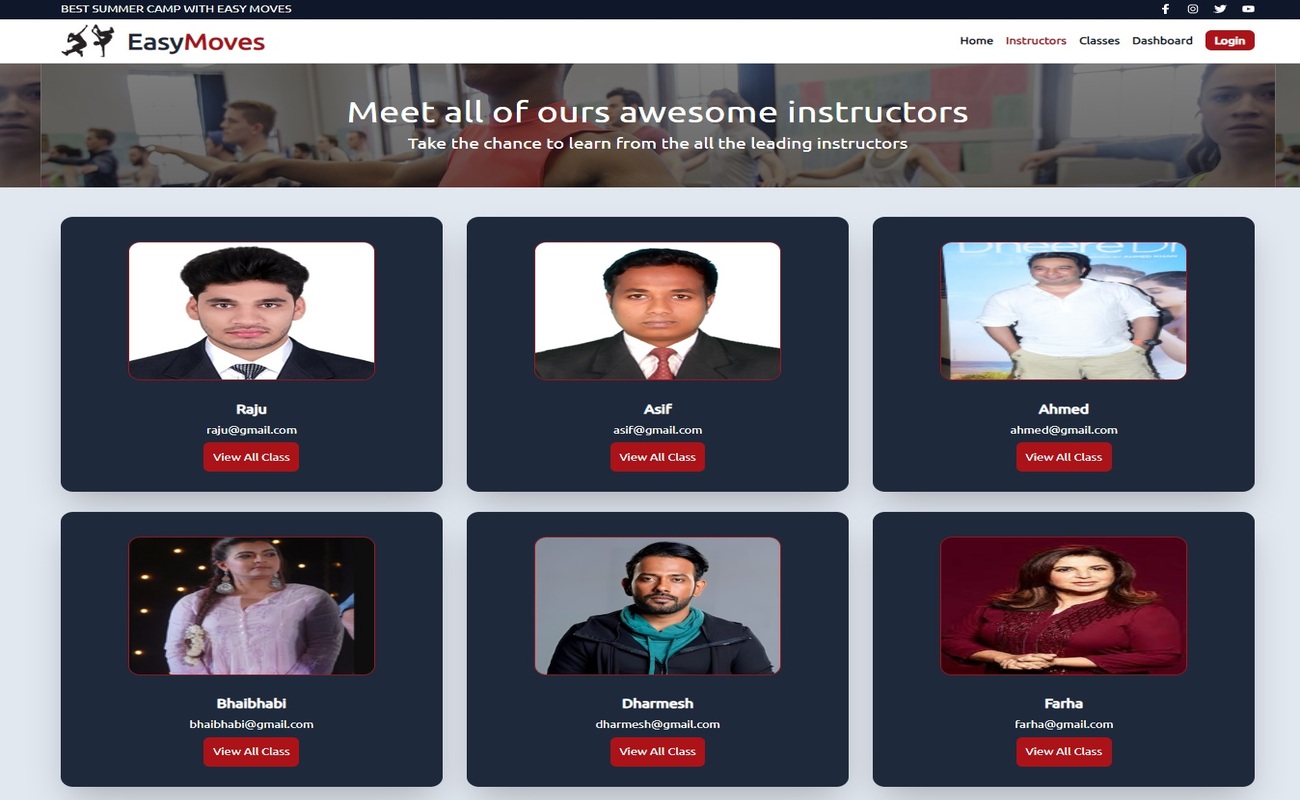 BEST SUMMER CAMP WITH EASY MOVES
EasyMoves
Home Instructors Classes Dashboard Login
Meet all of ours awesome instructors
Take the chance to learn from the all the leading instructors
Raju
raju@gmail.com
View All Class
Asif
asif@gmail.com
View All Class
Ahmed
ahmed@gmail.com
View All Class
Bhaibhabi
bhaibhabi@gmail.com
View All Class
Dharmesh
dharmesh@gmail.com
View All Class
Farha
farha@gmail.com
View All Class